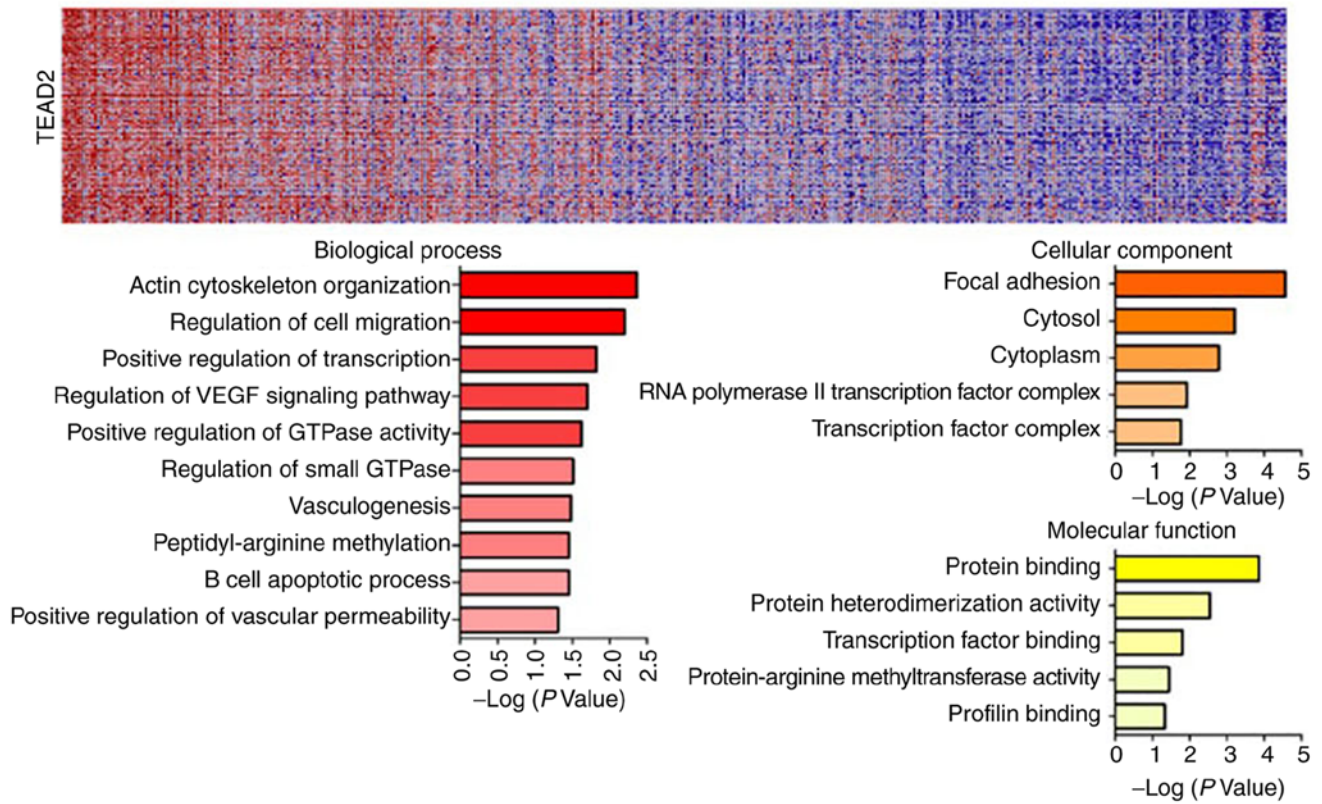 TEAD2
Biological process
Actin cytoskeleton organization
Regulation of cell migration
Positive regulation of transcription
Regulation of VEGF signaling pathway
Positive regulation of GTPase activity
Regulation of small GTPase
Vasculogenesis
Peptidyl-arginine methylation
B cell apoptotic process
Positive regulation of vascular permeability
0.0 0.5 1.0 1.5 2.0 2.5
–Log (P Value)
Cellular component
Focal adhesion
Cytosol
Cytoplasm
RNA polymerase II transcription factor complex
Transcription factor complex
0 1 2 3 4 5
–Log (P Value)
Molecular function
Protein binding
Protein heterodimerization activity
Transcription factor binding
Protein-arginine methyltransferase activity
Profilin binding
0 1 2 3 4 5
–Log (P Value)